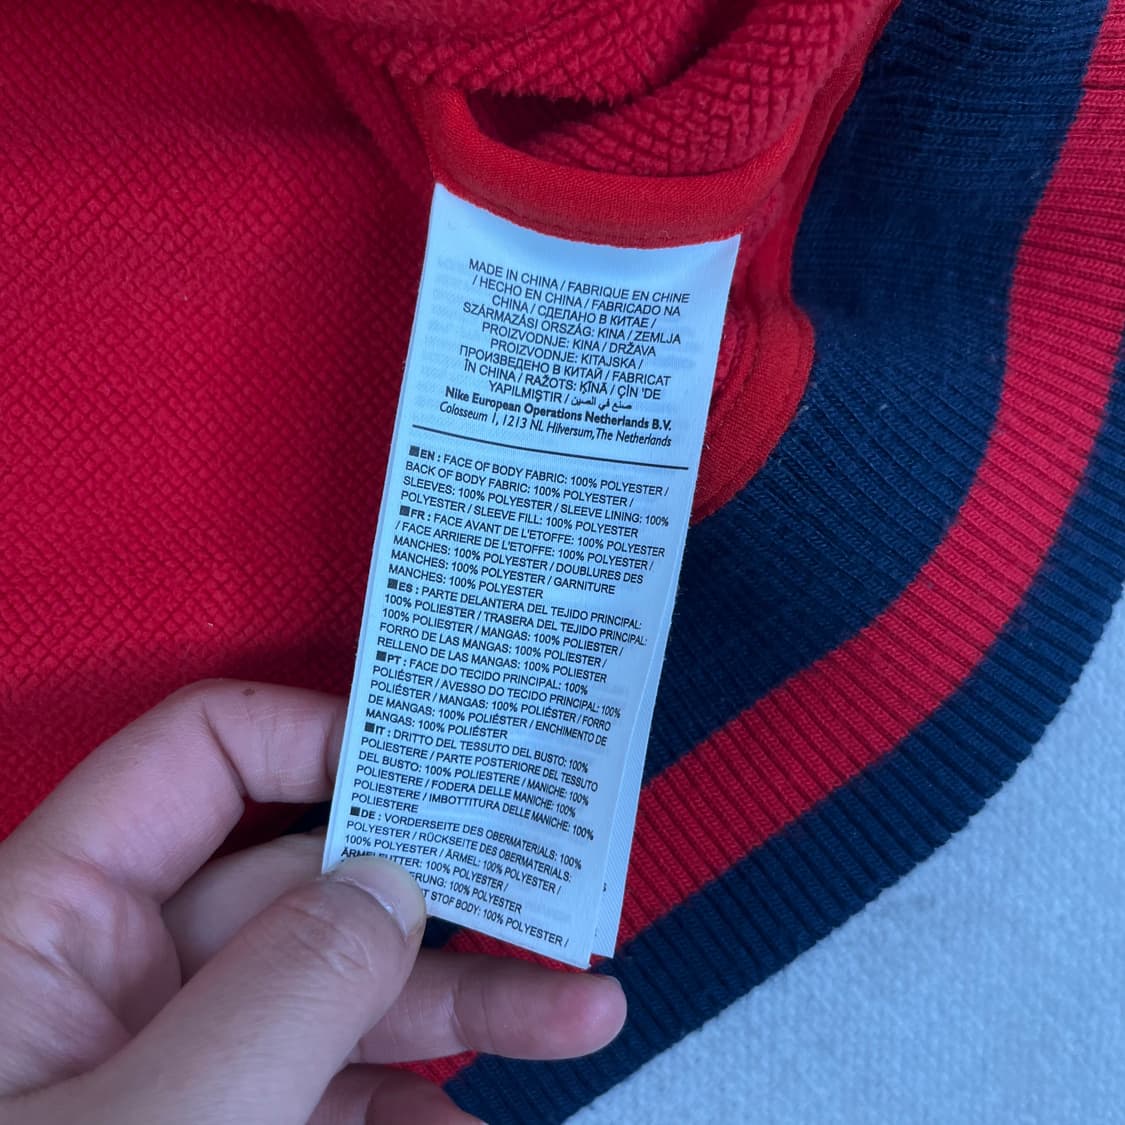 MADE IN CHINA / FABRIQUE EN CHINE
/ HECHO EN CHINA / FABRICADO NA
CHINA / СДЕЛАНО В КИТАЕ /
SZÁRMAZÁSI ORSZÁG: KINA / ZEMLJA
PROIZVODNJE: KINA / DRŽAVA
PROIZVODNJE: KITAJSKA /
ПРОИЗВЕДЕНО В КИТАЙ / FABRICAT
ÎN CHINA / RAŽOTS: ĶĪNĀ / ÇİN 'DE
YAPILMIŞTIR / صنع في الصين
Nike European Operations Netherlands B.V.
Colosseum 1, 1213 NL Hilversum, The Netherlands
■EN : FACE OF BODY FABRIC: 100% POLYESTER /
BACK OF BODY FABRIC: 100% POLYESTER /
SLEEVES: 100% POLYESTER / SLEEVE LINING: 100%
POLYESTER / SLEEVE FILL: 100% POLYESTER
■FR : FACE AVANT DE L'ETOFFE: 100% POLYESTER
/ FACE ARRIERE DE L'ETOFFE: 100% POLYESTER /
MANCHES: 100% POLYESTER / DOUBLURES DES
MANCHES: 100% POLYESTER / GARNITURE
MANCHES: 100% POLYESTER
■ES : PARTE DELANTERA DEL TEJIDO PRINCIPAL:
100% POLIESTER / TRASERA DEL TEJIDO PRINCIPAL:
100% POLIESTER / MANGAS: 100% POLIESTER /
FORRO DE LAS MANGAS: 100% POLIESTER /
RELLENO DE LAS MANGAS: 100% POLIESTER
■PT : FACE DO TECIDO PRINCIPAL: 100%
POLIÉSTER / AVESSO DO TECIDO PRINCIPAL: 100%
POLIÉSTER / MANGAS: 100% POLIÉSTER / FORRO
DE MANGAS: 100% POLIÉSTER / ENCHIMENTO DE
MANGAS: 100% POLIÉSTER
■IT : DRITTO DEL TESSUTO DEL BUSTO: 100%
POLIESTERE / PARTE POSTERIORE DEL TESSUTO
DEL BUSTO: 100% POLIESTERE / MANICHE: 100%
POLIESTERE / FODERA DELLE MANICHE: 100%
POLIESTERE / IMBOTTITURA DELLE MANICHE: 100%
POLIESTERE
■DE : VORDERSEITE DES OBERMATERIALS: 100%
POLYESTER / RÜCKSEITE DES OBERMATERIALS:
100% POLYESTER / ÄRMEL: 100% POLYESTER /
100% POLYESTER /
100% POLYESTER
STOF BODY: 100% POLYESTER /